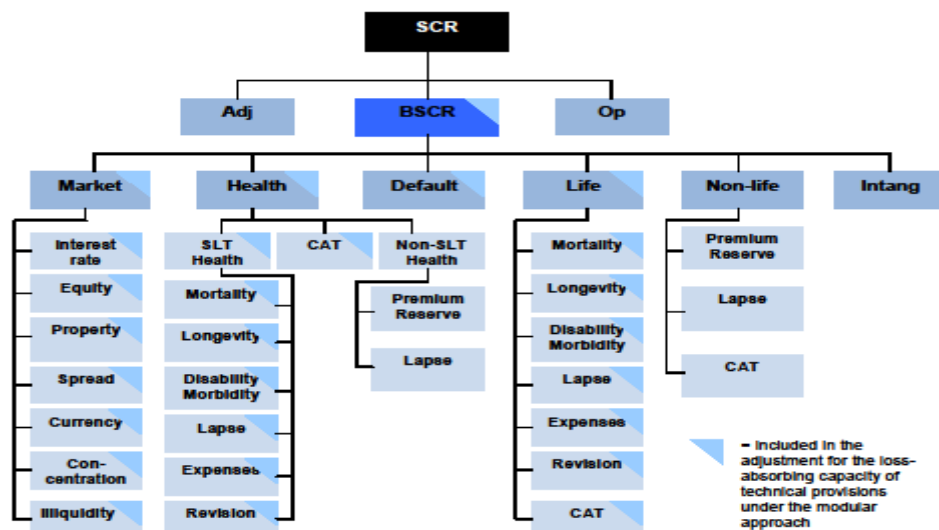 SCR
Adj
BSCR
Op
Market
Health
Default
Life
Non-life
Intang
Interest
rate
Equity
Property
Spread
Currency
Con-
centration
Illiquidity
SLT
Health
Mortality
Longevity
Disability
Morbidity
Lapse
Expenses
Revision
CAT
Non-SLT
Health
Premium
Reserve
Lapse
Mortality
Longevity
Disability
Morbidity
Lapse
Expenses
Revision
CAT
Premium
Reserve
Lapse
CAT
= included in the
adjustment for the loss-
absorbing capacity of
technical provisions
under the modular
approach